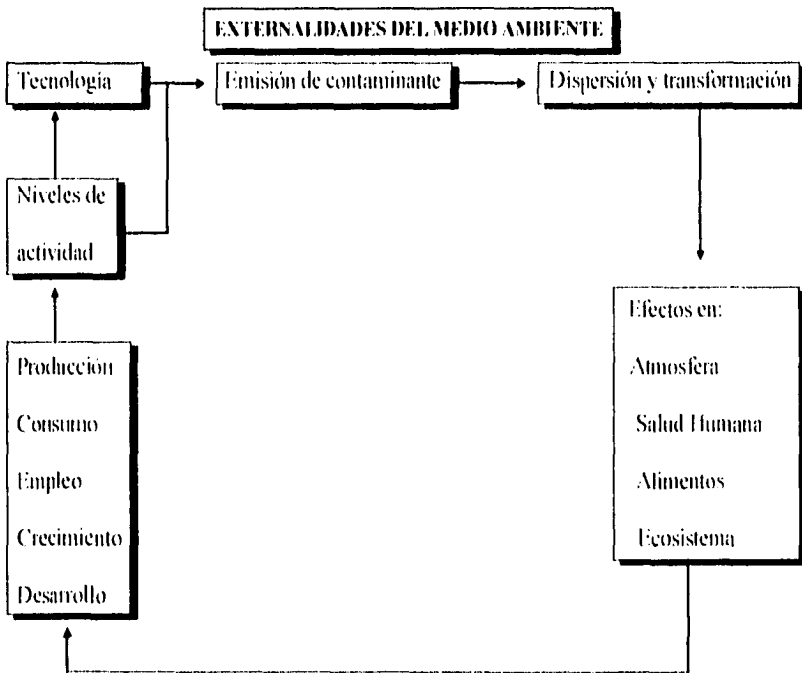 EXTERNALIDADES DEL MEDIO AMBIENTE
Tecnología
Emisión de contaminante
Dispersión y transformación
Niveles de
actividad
Efectos en:
Atmosfera
Salud Humana
Alimentos
Ecosistema
Producción
Consumo
Empleo
Crecimiento
Desarrollo